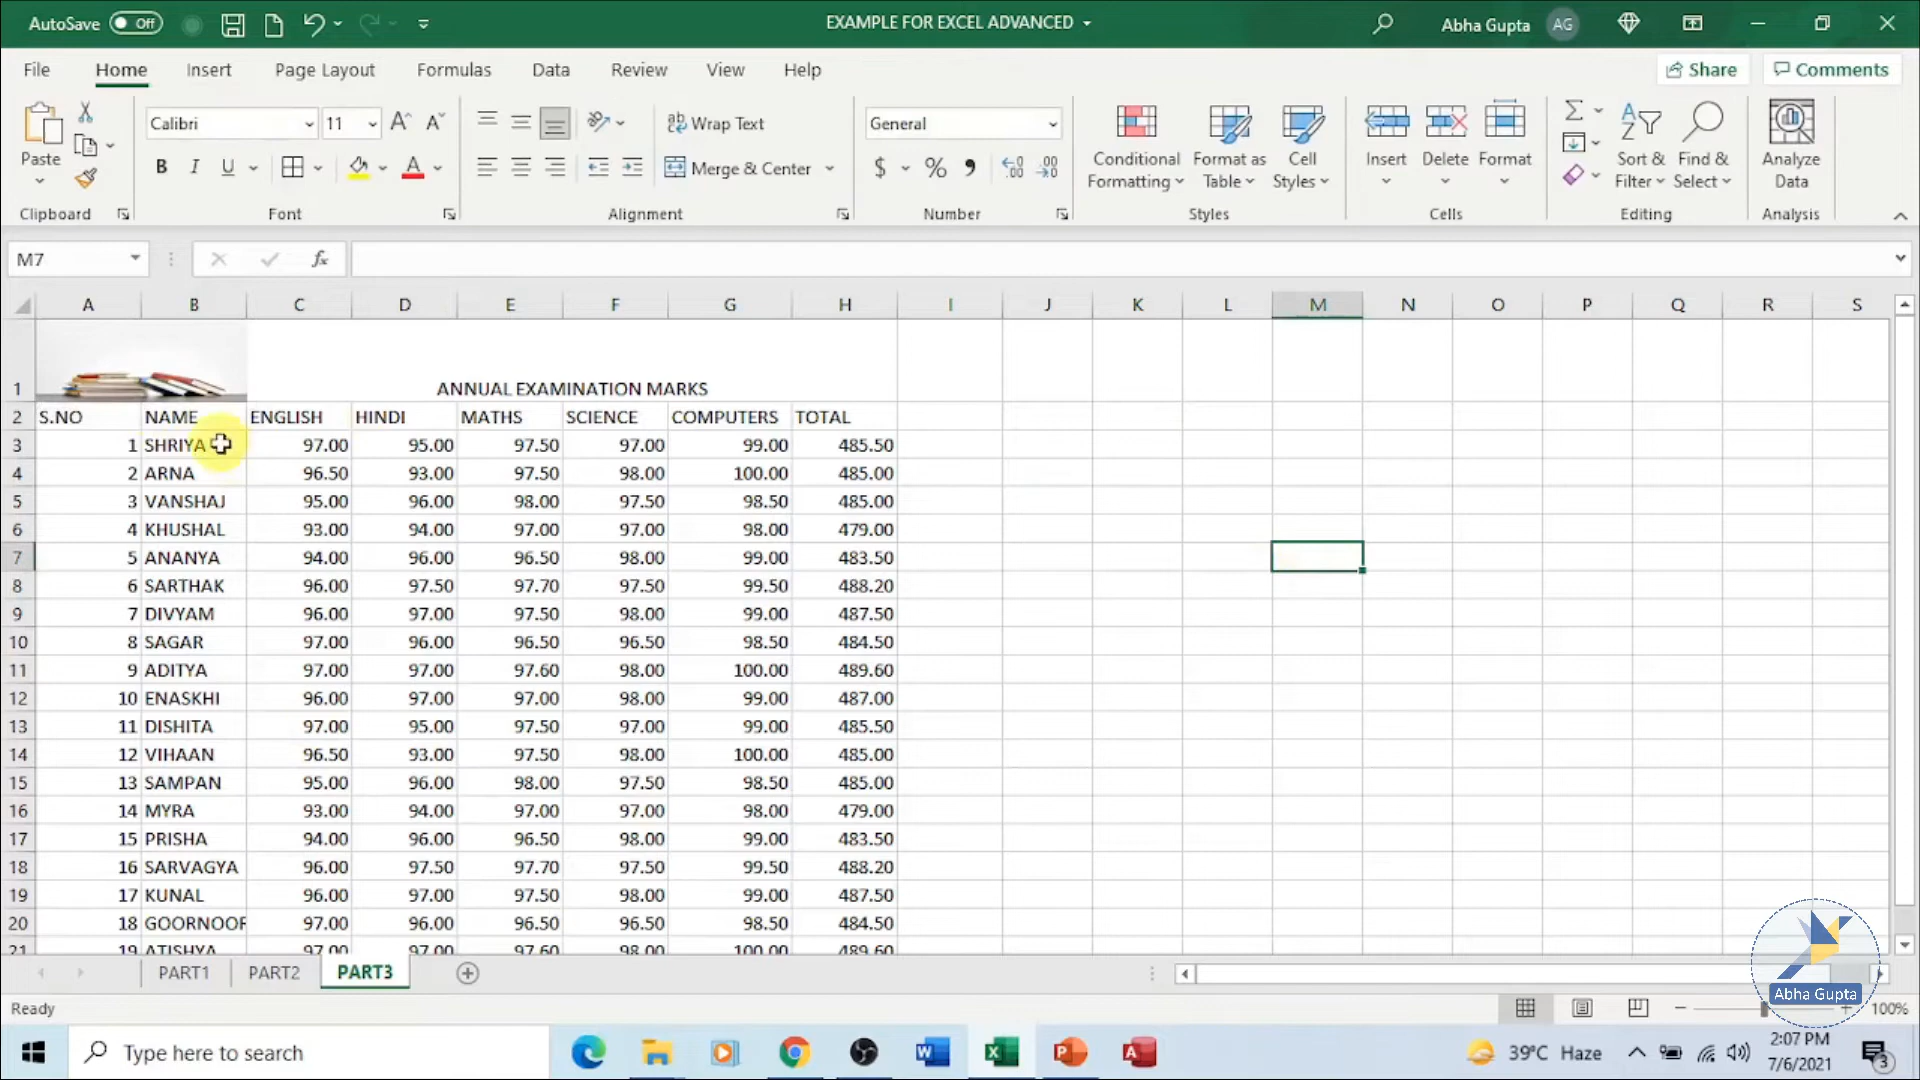 AutoSave Off EXAMPLE FOR EXCEL ADVANCED Abha Gupta AG
File Home Insert Page Layout Formulas Data Review View Help Share Comments
Calibri 11 Wrap Text General
Paste B I U Merge & Center $ % Conditional Formatting Format as Table Cell Styles Insert Delete Format Sort & Filter Find & Select Analyze Data
Clipboard Font Alignment Number Styles Cells Editing Analysis
M7 fx
A B C D E F G H I J K L M N O P Q R S
1 ANNUAL EXAMINATION MARKS
2 S.NO NAME ENGLISH HINDI MATHS SCIENCE COMPUTERS TOTAL
3 1 SHRIYA 97.00 95.00 97.50 97.00 99.00 485.50
4 2 ARNA 96.50 93.00 97.50 98.00 100.00 485.00
5 3 VANSHAJ 95.00 96.00 98.00 97.50 98.50 485.00
6 4 KHUSHAL 93.00 94.00 97.00 97.00 98.00 479.00
7 5 ANANYA 94.00 96.00 96.50 98.00 99.00 483.50
8 6 SARTHAK 96.00 97.50 97.70 97.50 99.50 488.20
9 7 DIVYAM 96.00 97.00 97.50 98.00 99.00 487.50
10 8 SAGAR 97.00 96.00 96.50 96.50 98.50 484.50
11 9 ADITYA 97.00 97.00 97.60 98.00 100.00 489.60
12 10 ENASKHI 96.00 97.00 97.00 98.00 99.00 487.00
13 11 DISHITA 97.00 95.00 97.50 97.00 99.00 485.50
14 12 VIHAAN 96.50 93.00 97.50 98.00 100.00 485.00
15 13 SAMPAN 95.00 96.00 98.00 97.50 98.50 485.00
16 14 MYRA 93.00 94.00 97.00 97.00 98.00 479.00
17 15 PRISHA 94.00 96.00 96.50 98.00 99.00 483.50
18 16 SARVAGYA 96.00 97.50 97.70 97.50 99.50 488.20
19 17 KUNAL 96.00 97.00 97.50 98.00 99.00 487.50
20 18 GOORNOOR 97.00 96.00 96.50 96.50 98.50 484.50
21 19 ATISHYA 97.00 97.00 97.60 98.00 100.00 489.60
PART1 PART2 PART3
Abha Gupta
Ready 100%
Type here to search 39°C Haze 2:07 PM
7/6/2021 3